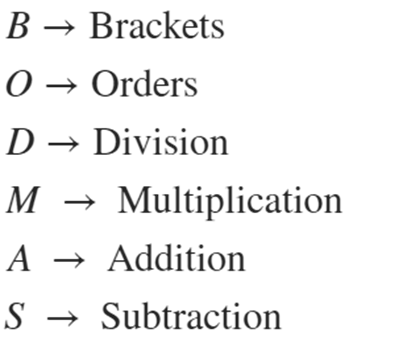 B → Brackets
O → Orders
D → Division
M → Multiplication
A → Addition
S → Subtraction